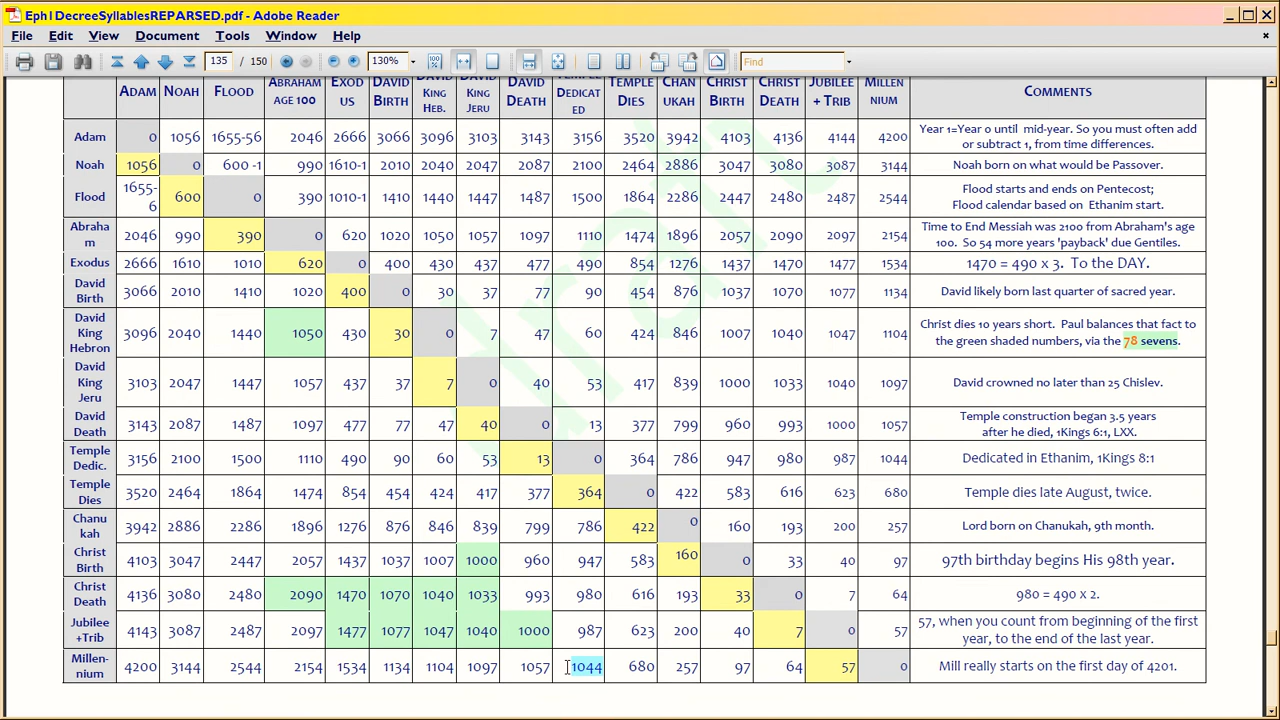 Eph1DecreeSyllablesREPARSED.pdf - Adobe Reader
File Edit View Document Tools Window Help
135 / 150 130% Find
ADAM NOAH FLOOD ABRAHAM AGE 100 EXODUS DAVID BIRTH DAVID KING HEB. DAVID KING JERU DAVID DEATH TEMPLE DEDICATED TEMPLE DIES CHANUKAH CHRIST BIRTH CHRIST DEATH JUBILEE + TRIB MILLENNIUM COMMENTS
Adam 0 1056 1655-56 2046 2666 3066 3096 3103 3143 3156 3520 3942 4103 4136 4144 4200 Year 1=Year 0 until mid-year. So you must often add
or subtract 1, from time differences.
Noah 1056 0 600 -1 990 1610-1 2010 2040 2047 2087 2100 2464 2886 3047 3080 3087 3144 Noah born on what would be Passover.
Flood 1655-6 600 0 390 1010-1 1410 1440 1447 1487 1500 1864 2286 2447 2480 2487 2544 Flood starts and ends on Pentecost;
Flood calendar based on Ethanim start.
Abraham 2046 990 390 0 620 1020 1050 1057 1097 1110 1474 1896 2057 2090 2097 2154 Time to End Messiah was 2100 from Abraham's age
100. So 54 more years 'payback' due Gentiles.
Exodus 2666 1610 1010 620 0 400 430 437 477 490 854 1276 1437 1470 1477 1534 1470 = 490 x 3. To the DAY.
David Birth 3066 2010 1410 1020 400 0 30 37 77 90 454 876 1037 1070 1077 1134 David likely born last quarter of sacred year.
David King Hebron 3096 2040 1440 1050 430 30 0 7 47 60 424 846 1007 1040 1047 1104 Christ dies 10 years short. Paul balances that fact to
the green shaded numbers, via the 78 sevens.
David King Jeru 3103 2047 1447 1057 437 37 7 0 40 53 417 839 1000 1033 1040 1097 David crowned no later than 25 Chislev.
David Death 3143 2087 1487 1097 477 77 47 40 0 13 377 799 960 993 1000 1057 Temple construction began 3.5 years
after he died, 1Kings 6:1, LXX.
Temple Dedic. 3156 2100 1500 1110 490 90 60 53 13 0 364 786 947 980 987 1044 Dedicated in Ethanim, 1Kings 8:1
Temple Dies 3520 2464 1864 1474 854 454 424 417 377 364 0 422 583 616 623 680 Temple dies late August, twice.
Chanukah 3942 2886 2286 1896 1276 876 846 839 799 786 422 0 160 193 200 257 Lord born on Chanukah, 9th month.
Christ Birth 4103 3047 2447 2057 1437 1037 1007 1000 960 947 583 160 0 33 40 97 97th birthday begins His 98th year.
Christ Death 4136 3080 2480 2090 1470 1070 1040 1033 993 980 616 193 33 0 7 64 980 = 490 x 2.
Jubilee +Trib 4143 3087 2487 2097 1477 1077 1047 1040 1000 987 623 200 40 7 0 57 57, when you count from beginning of the first
year, to the end of the last year.
Millen-nium 4200 3144 2544 2154 1534 1134 1104 1097 1057 1044 680 257 97 64 57 0 Mill really starts on the first day of 4201.
draft